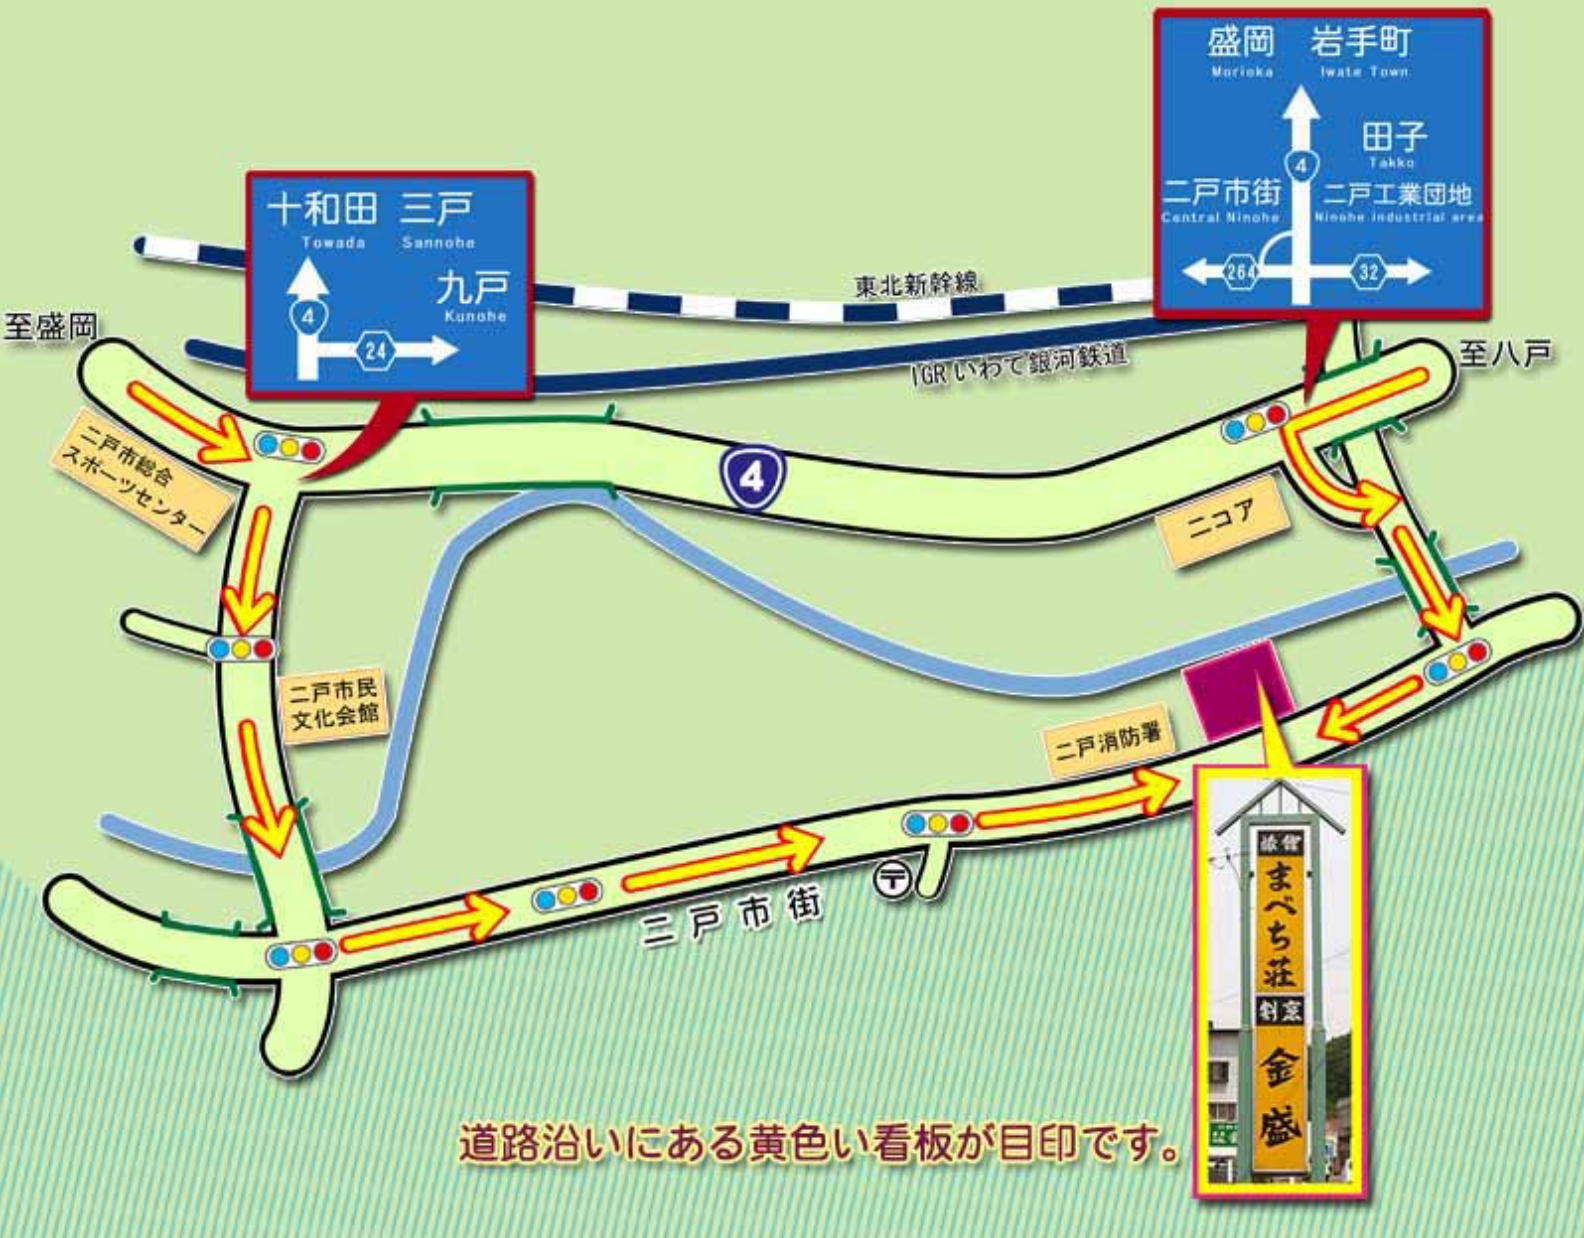 盛岡 岩手町
Morioka Iwate Town
田子
Takko
4
二戸市街 二戸工業団地
Central Ninohe Ninohe industrial area
264 32
十和田 三戸
Towada Sannohe
九戸
Kunohe
4
24
東北新幹線
IGRいわて銀河鉄道
至盛岡
至八戸
二戸市総合
スポーツセンター
4
ニコア
二戸市民
文化会館
二戸消防署
〒
二戸市街
旅館
まべち荘
割烹
金盛
道路沿いにある黄色い看板が目印です。